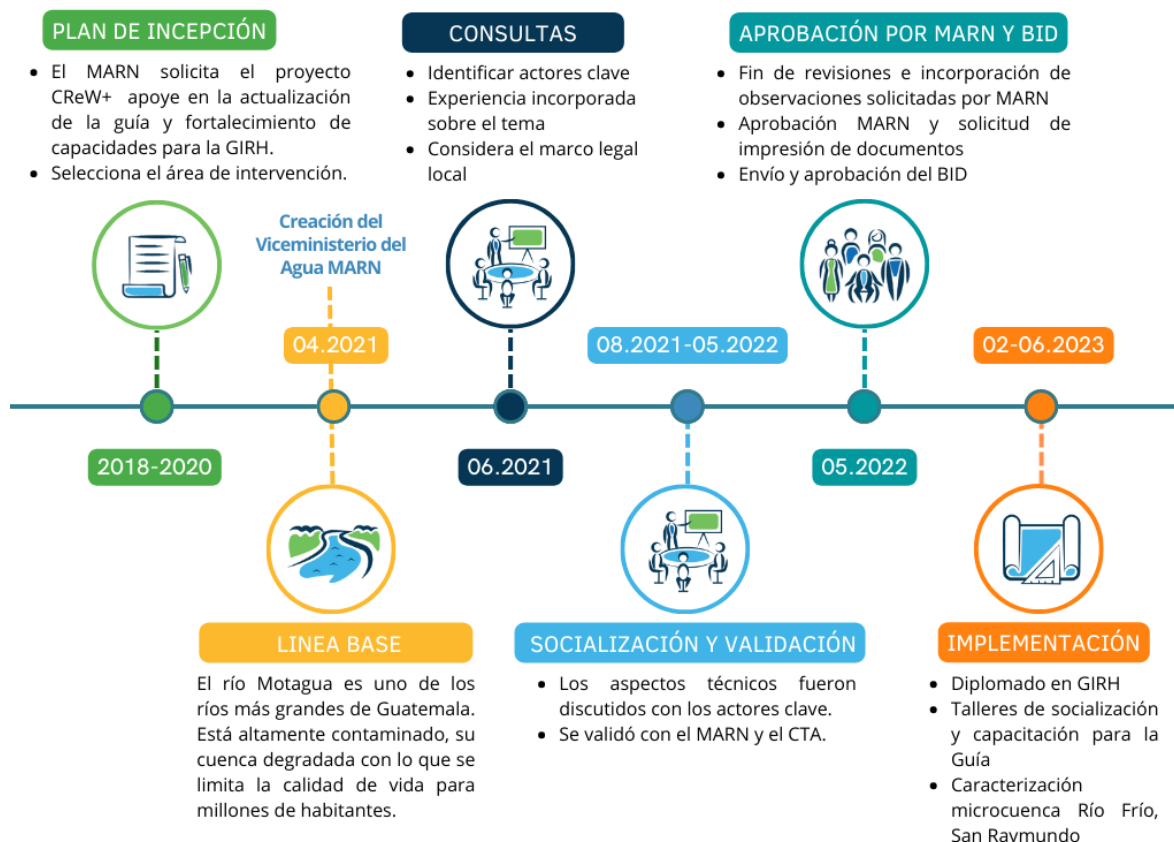 PLAN DE INCEPCIÓN
• El MARN solicita el proyecto
CReW+ apoye en la actualización
de la guía y fortalecimiento de
capacidades para la GIRH.
• Selecciona el área de intervención.
CONSULTAS
• Identificar actores clave
• Experiencia incorporada
sobre el tema
• Considera el marco legal
local
APROBACIÓN POR MARN Y BID
• Fin de revisiones e incorporación de
observaciones solicitadas por MARN
• Aprobación MARN y solicitud de
impresión de documentos
• Envío y aprobación del BID
Creación del
Viceministerio del
Agua MARN
04.2021
08.2021-05.2022
02-06.2023
2018-2020
06.2021
05.2022
LINEA BASE
El río Motagua es uno de los
ríos más grandes de Guatemala.
Está altamente contaminado, su
cuenca degradada con lo que se
limita la calidad de vida para
millones de habitantes.
SOCIALIZACIÓN Y VALIDACIÓN
• Los aspectos técnicos fueron
discutidos con los actores clave.
• Se validó con el MARN y el CTA.
IMPLEMENTACIÓN
• Diplomado en GIRH
• Talleres de socialización
y capacitación para la
Guía
• Caracterización
microcuenca Río Frío,
San Raymundo